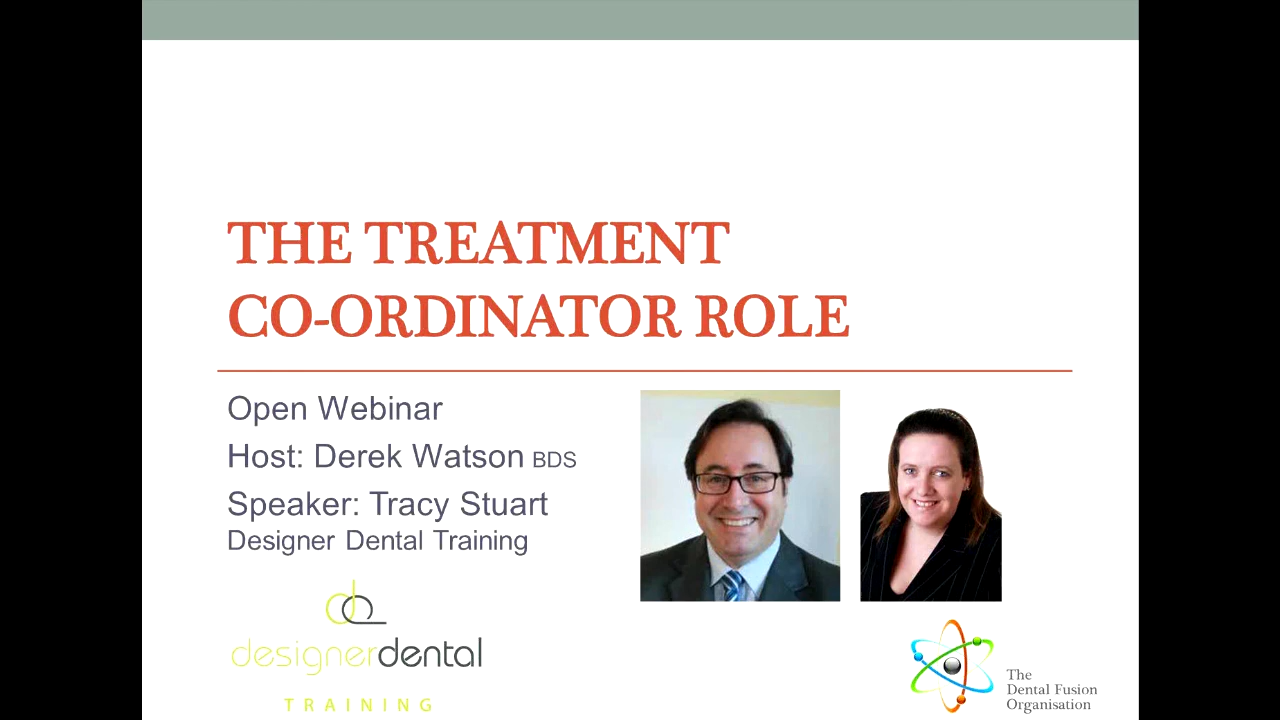 THE TREATMENT
CO-ORDINATOR ROLE
Open Webinar
Host: Derek Watson BDS
Speaker: Tracy Stuart
Designer Dental Training
designerdental
TRAINING
The
Dental Fusion
Organisation